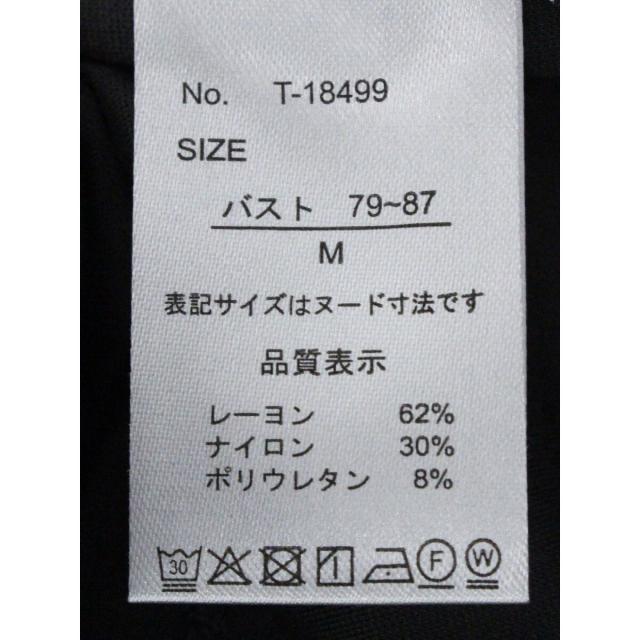 No. T-18499
SIZE
バスト 79~87
M
表記サイズはヌード寸法です
品質表示
レーヨン 62%
ナイロン 30%
ポリウレタン 8%
30 F W